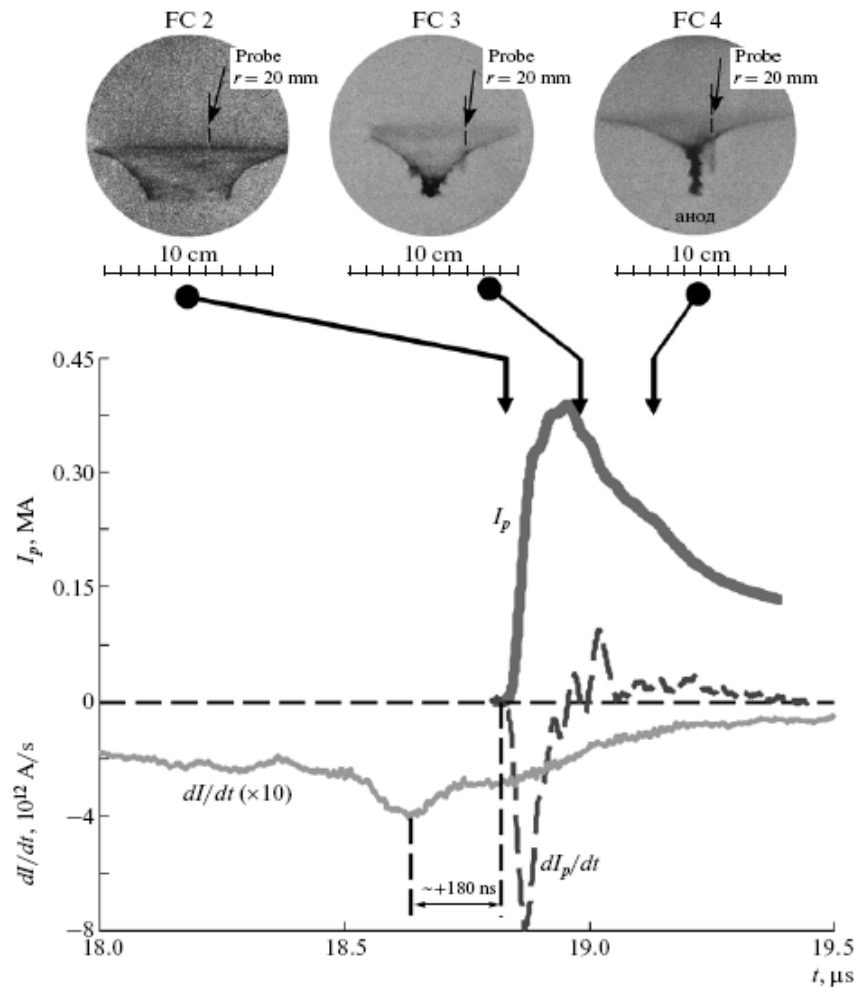 FC 2
FC 3
FC 4
Probe
r = 20 mm
Probe
r = 20 mm
Probe
r = 20 mm
анод
10 cm
10 cm
10 cm
0.45
0.30
0.15
0
−4
−8
I_p, MA
dI/dt, 10^12 A/s
I_p
dI/dt (×10)
~+180 ns
dI_p/dt
18.0
18.5
19.0
19.5
t, μs